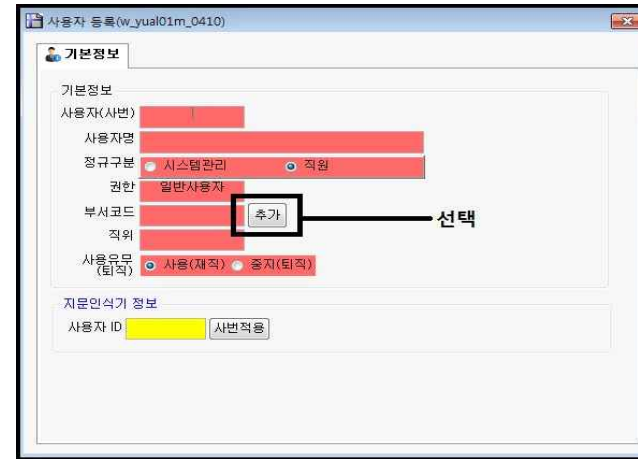 사용자 등록(w_yual01m_0410)
기본정보
기본정보
사용자(사번)
사용자명
정규구분 시스템관리 직원
권한 일반사용자
부서코드 추가 선택
직위
사용유무 사용(재직) 중지(퇴직)
(퇴직)
지문인식기 정보
사용자 ID 사번적용